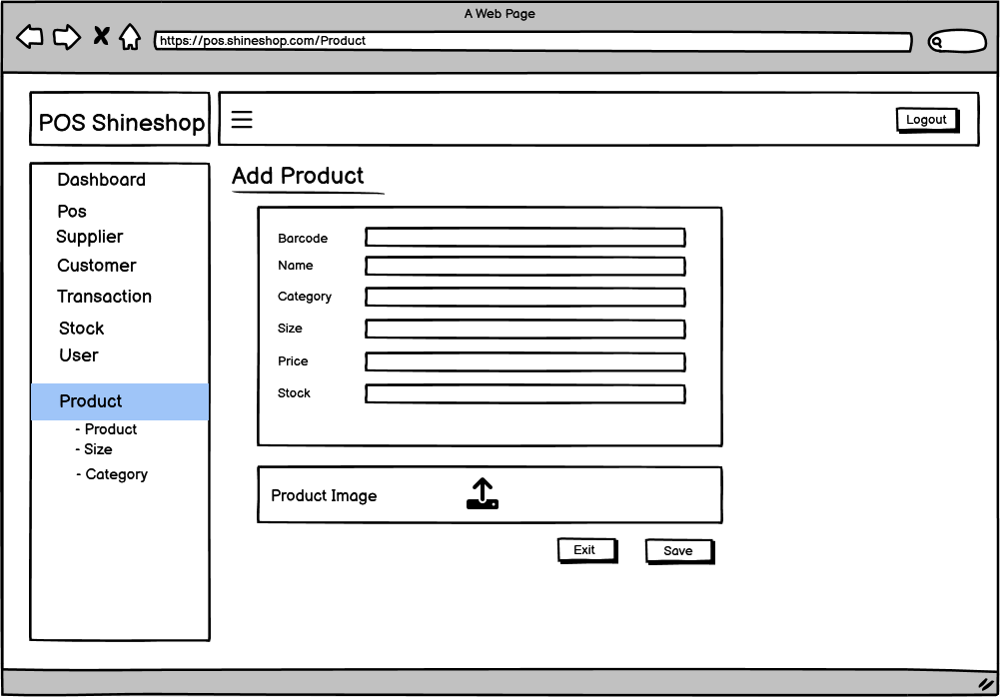 A Web Page
https://pos.shineshop.com/Product
POS Shineshop
Logout
Dashboard
Pos
Supplier
Customer
Transaction
Stock
User
Product
- Product
- Size
- Category
Add Product
Barcode
Name
Category
Size
Price
Stock
Product Image
Exit
Save